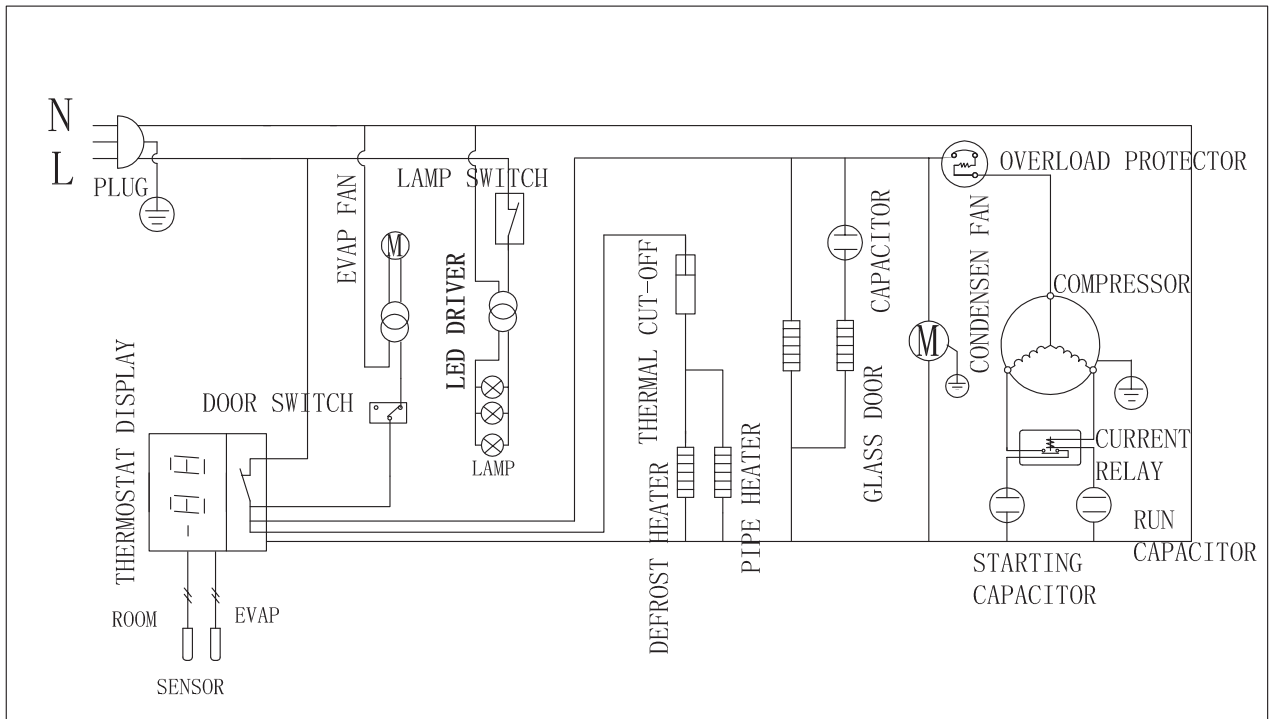 N
L
PLUG
LAMP SWITCH
EVAP FAN
M
LED DRIVER
DOOR SWITCH
LAMP
THERMOSTAT DISPLAY
ROOM
EVAP
SENSOR
THERMAL CUT-OFF
DEFROST HEATER
PIPE HEATER
CAPACITOR
GLASS DOOR
M
CONDENSEN FAN
OVERLOAD PROTECTOR
COMPRESSOR
CURRENT
RELAY
RUN
CAPACITOR
STARTING
CAPACITOR